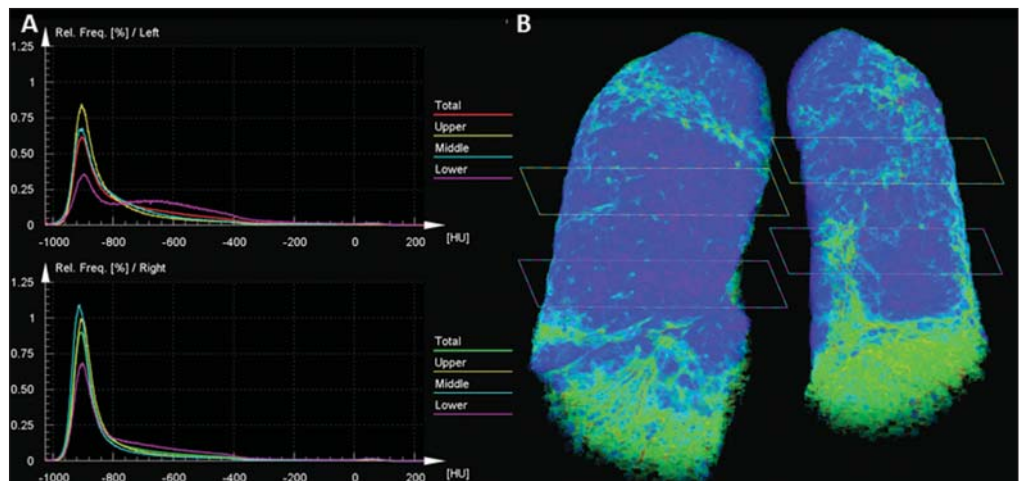 A
Rel. Freq. [%] / Left
1.25
1
0.75
0.50
0.25
0
-1000 -800 -600 -400 -200 0 200
[HU]
Total
Upper
Middle
Lower
Rel. Freq. [%] / Right
1.25
1
0.75
0.50
0.25
0
-1000 -800 -600 -400 -200 0 200
[HU]
Total
Upper
Middle
Lower
B